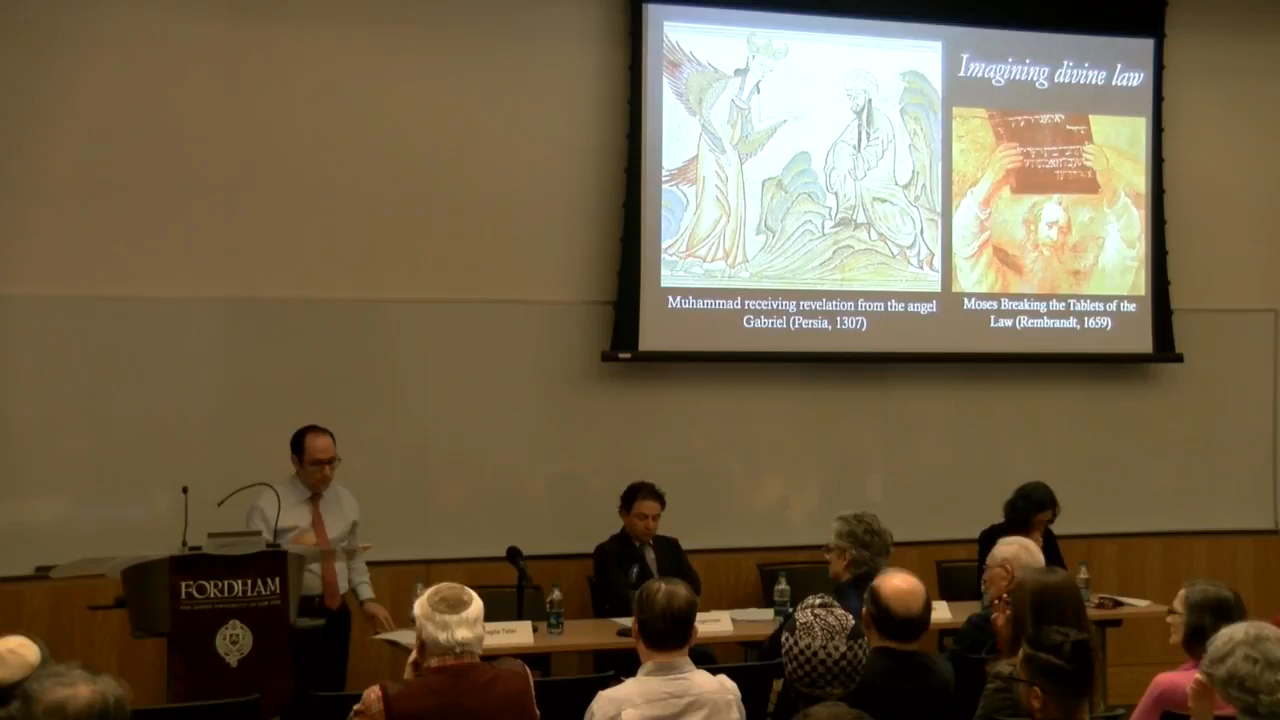 Imagining divine law
Muhammad receiving revelation from the angel
Gabriel (Persia, 1307)
Moses Breaking the Tablets of the
Law (Rembrandt, 1659)
FORDHAM